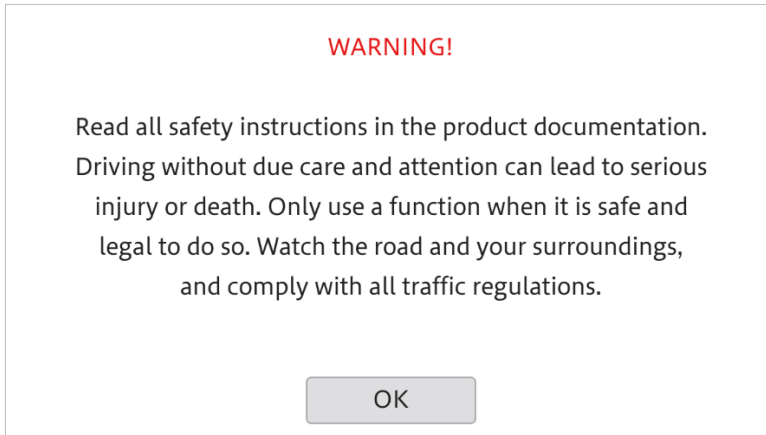 WARNING!
Read all safety instructions in the product documentation.
Driving without due care and attention can lead to serious
injury or death. Only use a function when it is safe and
legal to do so. Watch the road and your surroundings,
and comply with all traffic regulations.
OK